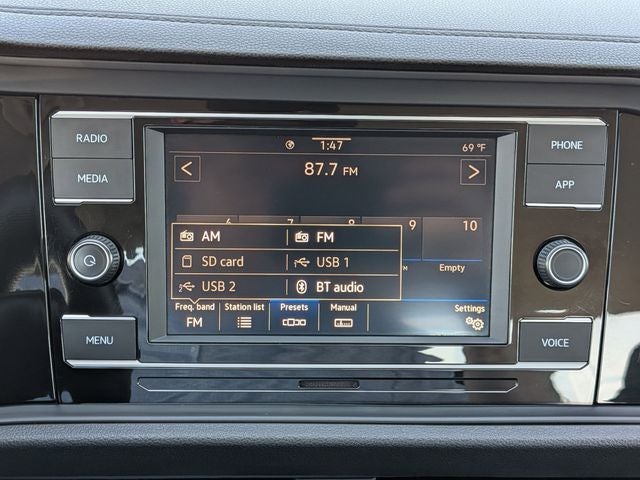 RADIO
MEDIA
MENU
PHONE
APP
VOICE
1:47
69 °F
< 87.7 FM >
9 10
AM FM
SD card USB 1
USB 2 BT audio
Empty
Freq. band Station list Presets Manual Settings
FM